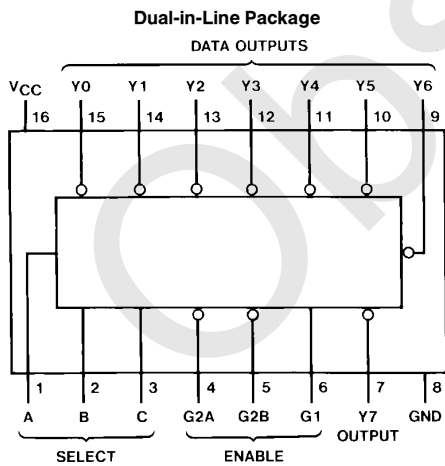 Dual-in-Line Package
DATA OUTPUTS
VCC Y0 Y1 Y2 Y3 Y4 Y5 Y6
16 15 14 13 12 11 10 9
1 2 3 4 5 6 7 8
A B C G2A G2B G1 Y7 GND
OUTPUT
SELECT ENABLE
Obs